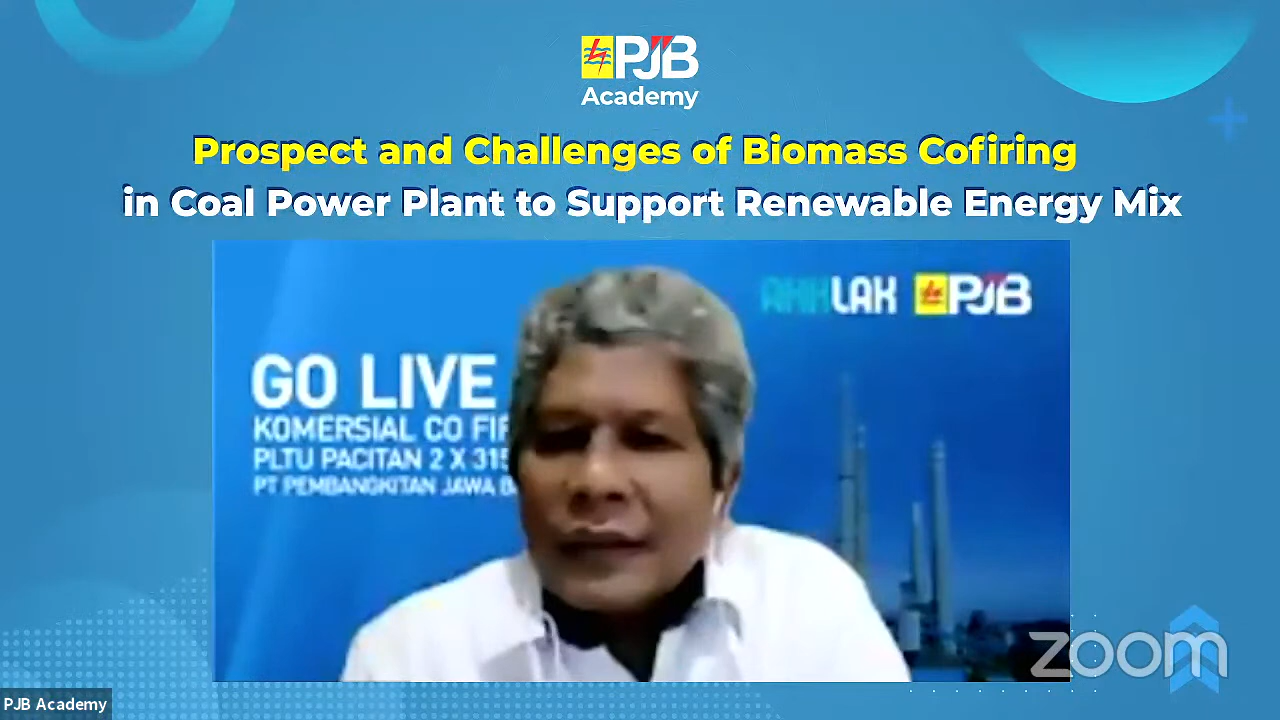 PJB
Academy
Prospect and Challenges of Biomass Cofiring
in Coal Power Plant to Support Renewable Energy Mix
AKHLAK PJB
GO LIVE
KOMERSIAL CO FIR
PLTU PACITAN 2 X 315
PT PEMBANGKITAN JAWA B
zoom
PJB Academy